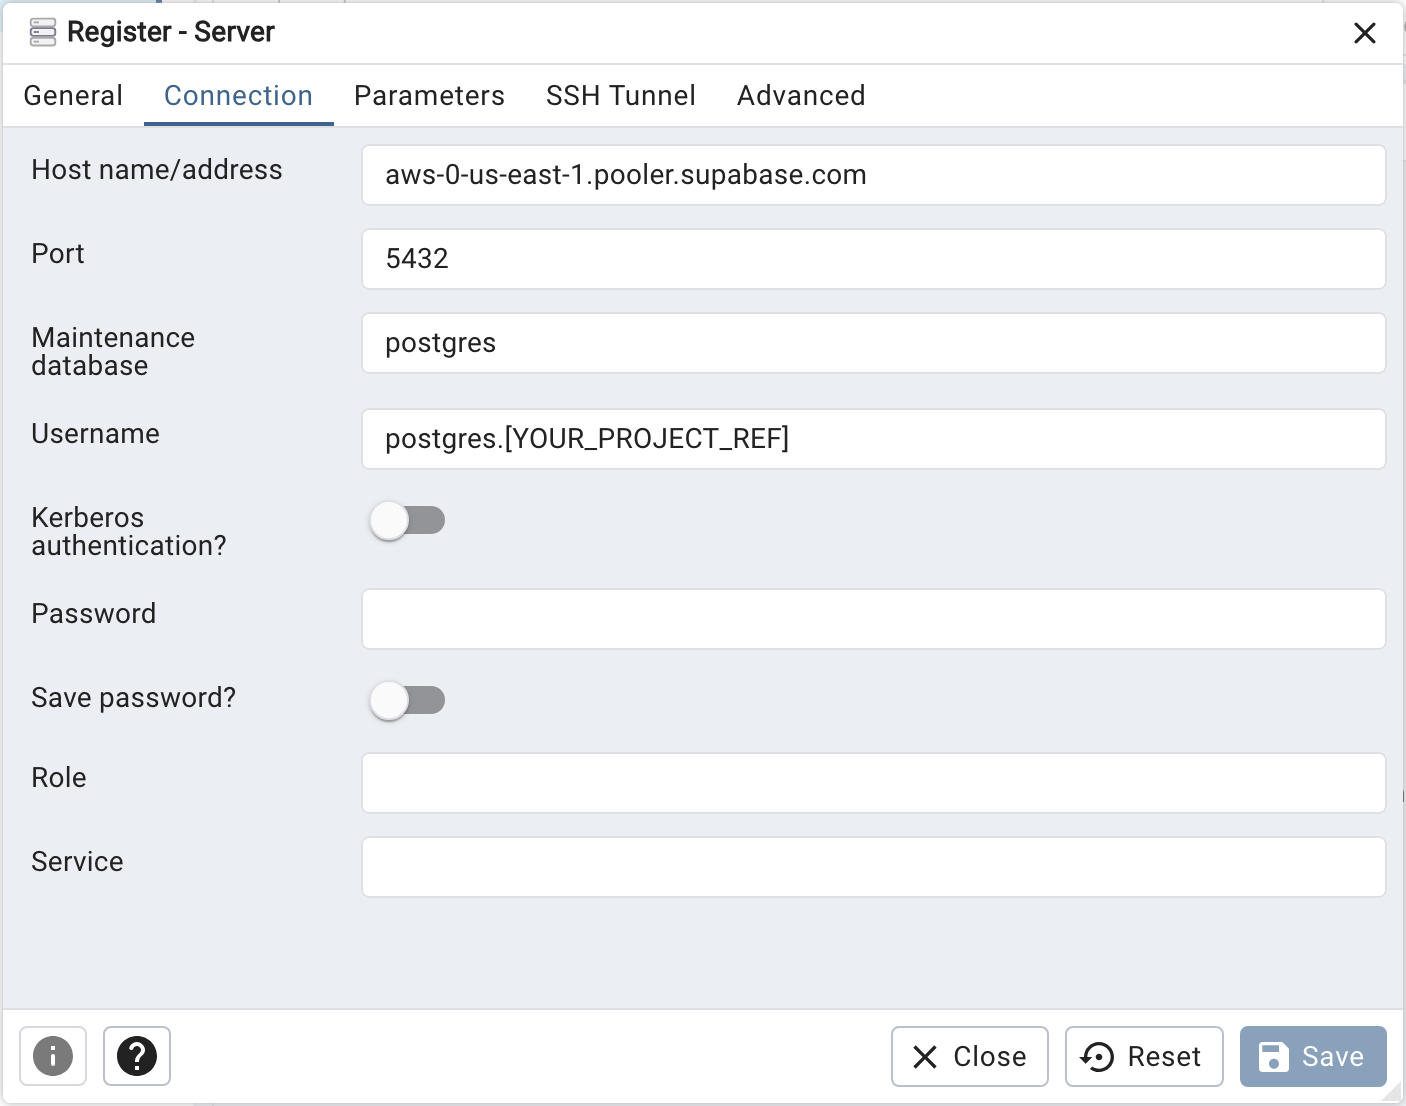 Register - Server
General Connection Parameters SSH Tunnel Advanced
Host name/address aws-0-us-east-1.pooler.supabase.com
Port 5432
Maintenance
database postgres
Username postgres.[YOUR_PROJECT_REF]
Kerberos
authentication?
Password
Save password?
Role
Service
Close Reset Save